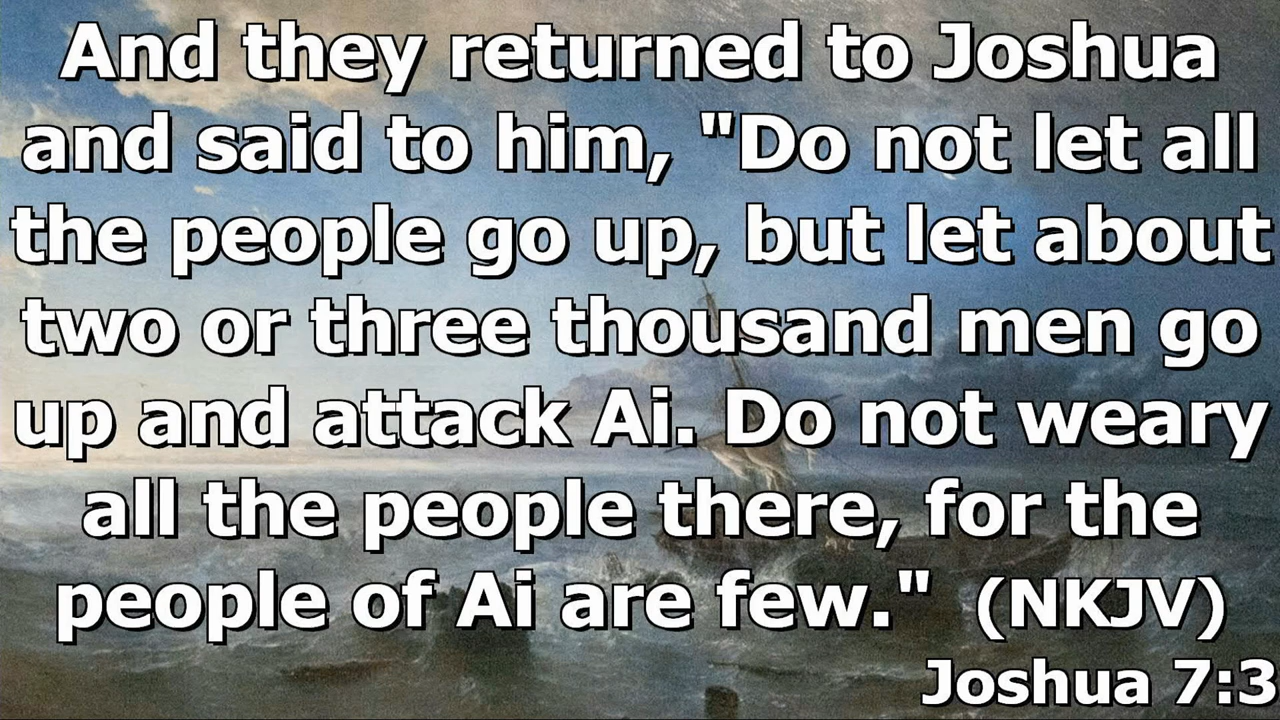 And they returned to Joshua
and said to him, "Do not let all
the people go up, but let about
two or three thousand men go
up and attack Ai. Do not weary
all the people there, for the
people of Ai are few." (NKJV)
Joshua 7:3